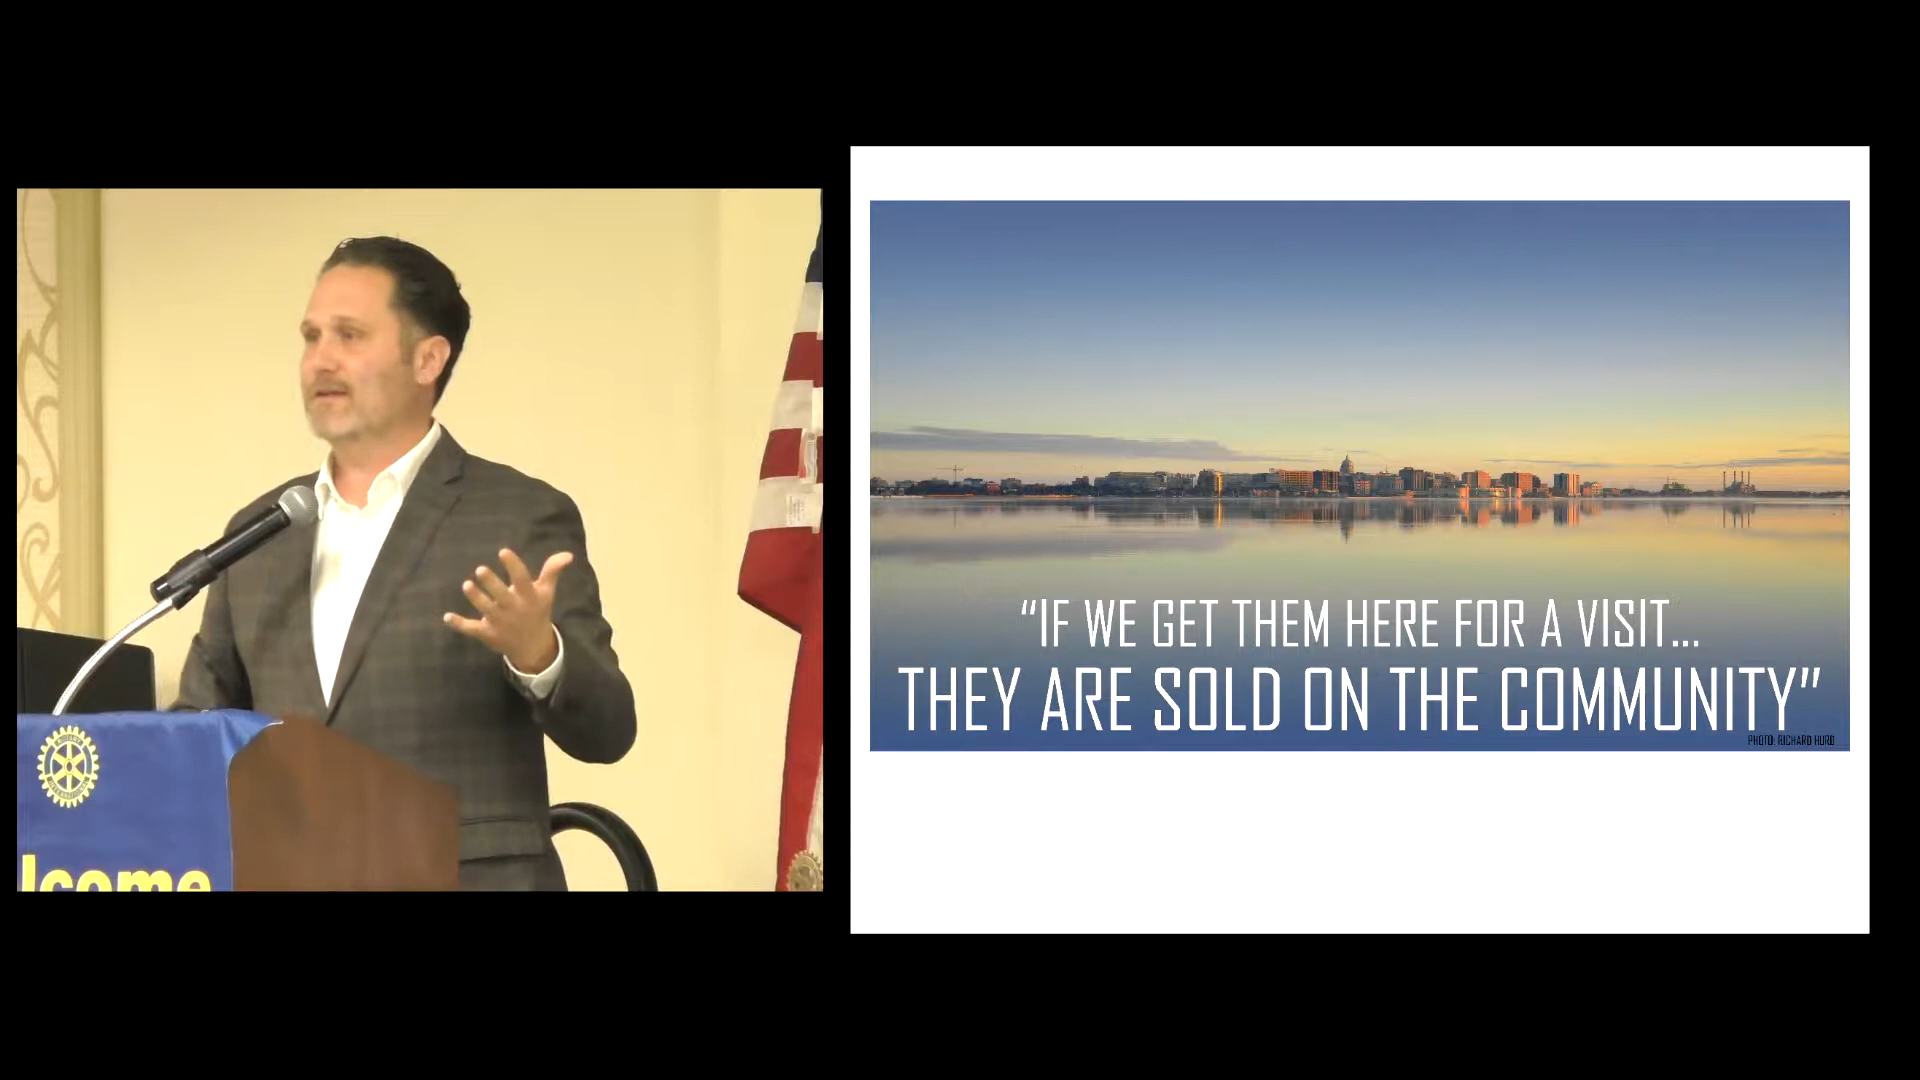 lcome
“IF WE GET THEM HERE FOR A VISIT...
THEY ARE SOLD ON THE COMMUNITY”
PHOTO: RICHARD HURD